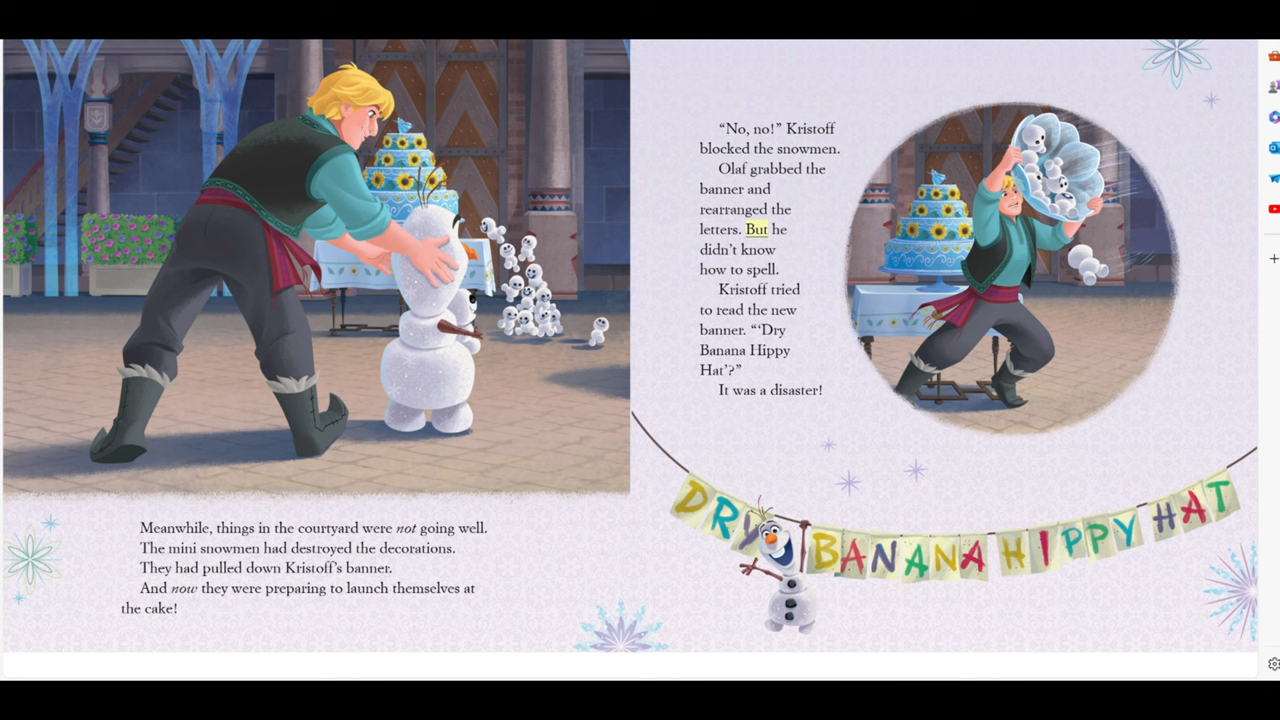 Meanwhile, things in the courtyard were not going well.
The mini snowmen had destroyed the decorations.
They had pulled down Kristoff’s banner.
And now they were preparing to launch themselves at
the cake!
“No, no!” Kristoff
blocked the snowmen.
Olaf grabbed the
banner and
rearranged the
letters. But he
didn’t know
how to spell.
Kristoff tried
to read the new
banner. “‘Dry
Banana Hippy
Hat’?”
It was a disaster!
DRY BANANA HIPPY HAT